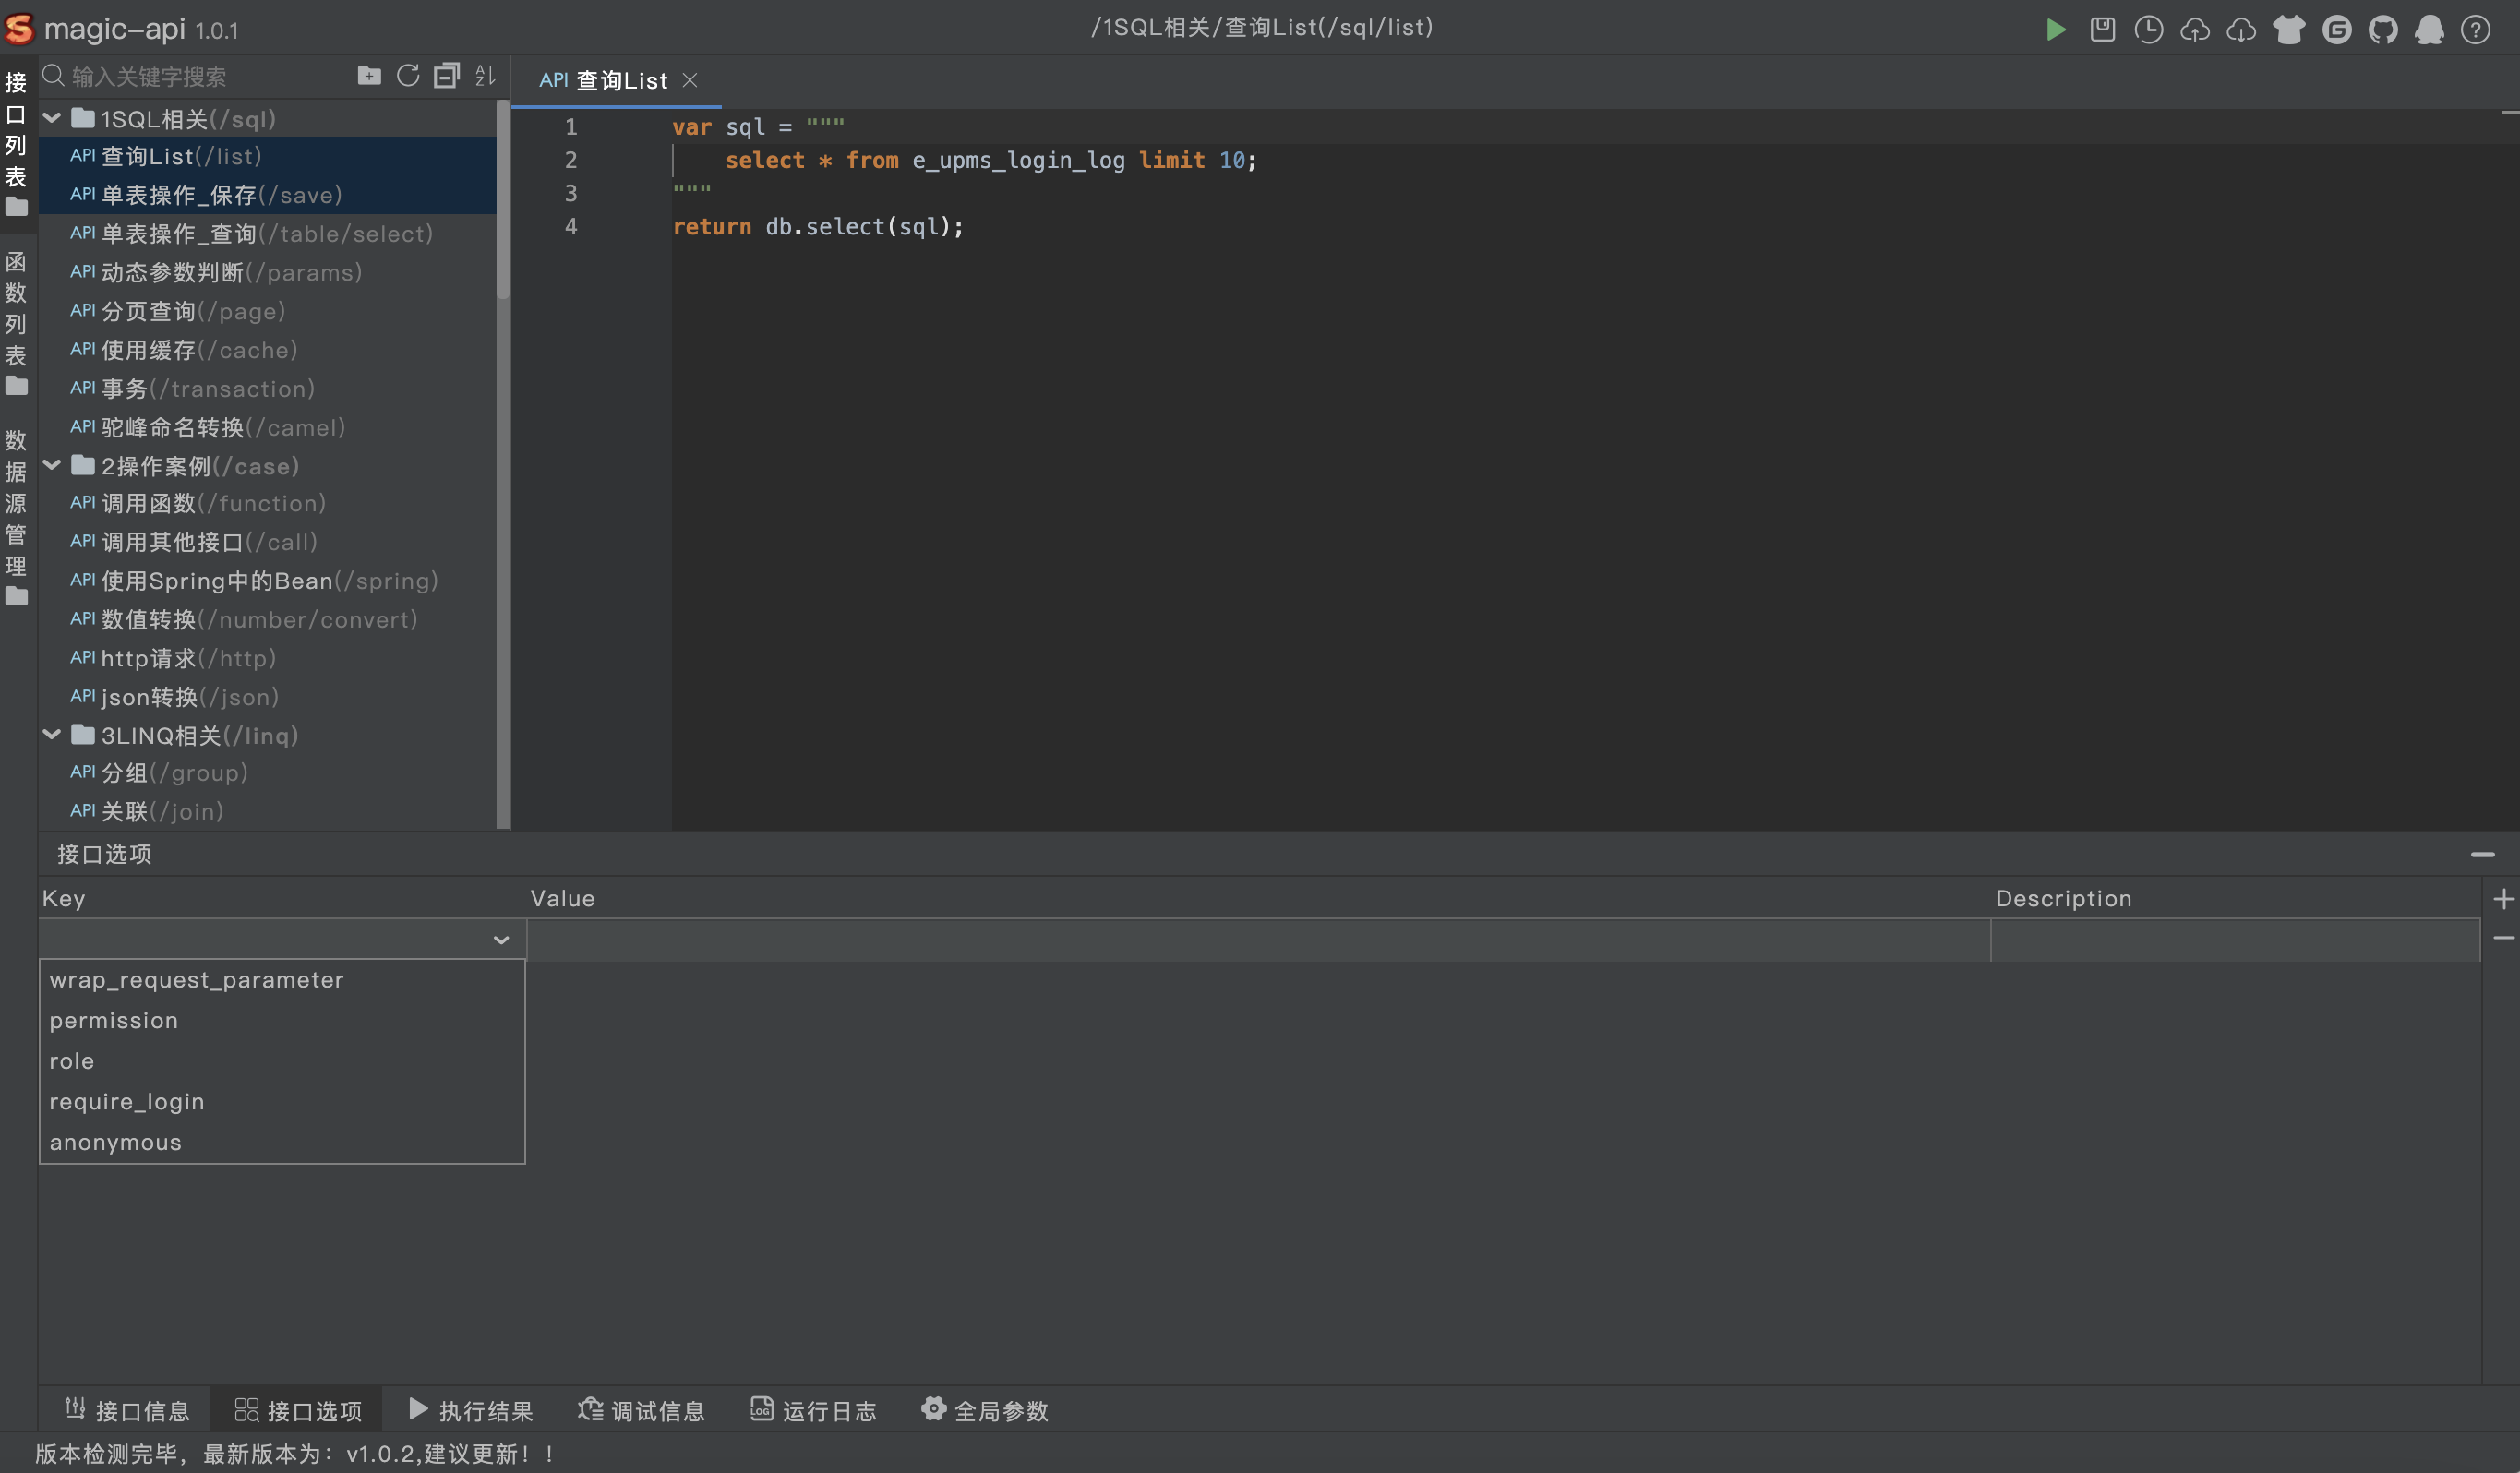 magic-api 1.0.1
/1SQL相关/查询List(/sql/list)
接口列表
函数列表
数据源管理
输入关键字搜索
1SQL相关(/sql)
API 查询List(/list)
API 单表操作_保存(/save)
API 单表操作_查询(/table/select)
API 动态参数判断(/params)
API 分页查询(/page)
API 使用缓存(/cache)
API 事务(/transaction)
API 驼峰命名转换(/camel)
2操作案例(/case)
API 调用函数(/function)
API 调用其他接口(/call)
API 使用Spring中的Bean(/spring)
API 数值转换(/number/convert)
API http请求(/http)
API json转换(/json)
3LINQ相关(/linq)
API 分组(/group)
API 关联(/join)
API 查询List
1 var sql = """
2 select * from e_upms_login_log limit 10;
3 """
4 return db.select(sql);
接口选项
Key Value Description
wrap_request_parameter
permission
role
require_login
anonymous
接口信息 接口选项 执行结果 调试信息 LOG 运行日志 全局参数
版本检测完毕，最新版本为：v1.0.2,建议更新！！